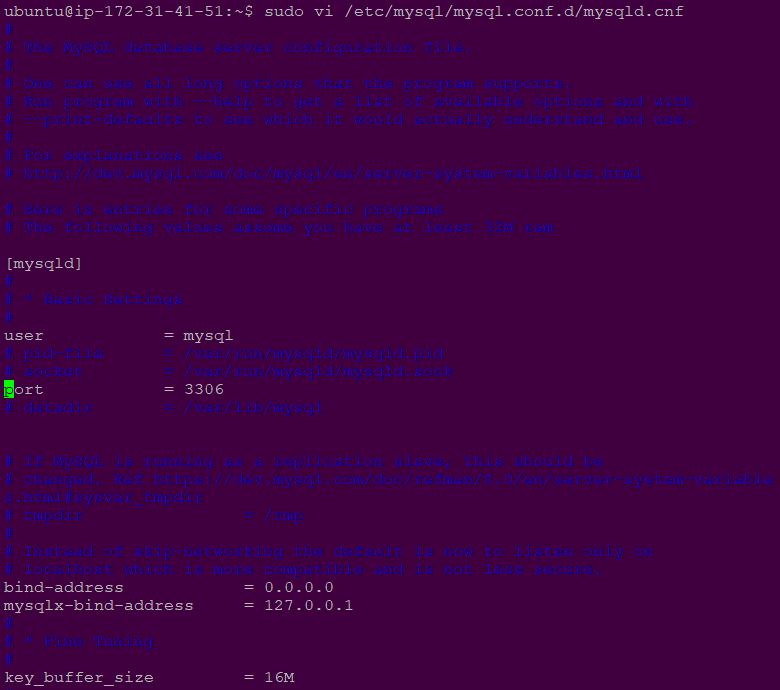 ubuntu@ip-172-31-41-51:~$ sudo vi /etc/mysql/mysql.conf.d/mysqld.cnf
#
# The MySQL database server configuration file.
#
# One can use all long options that the program supports.
# Run program with --help to get a list of available options and with
# --print-defaults to see which it would actually understand and use.
#
# For explanations see
# http://dev.mysql.com/doc/mysql/en/server-system-variables.html

# Here is entries for some specific programs
# The following values assume you have at least 32M ram

[mysqld]
#
# * Basic Settings
#
user            = mysql
# pid-file      = /var/run/mysqld/mysqld.pid
# socket        = /var/run/mysqld/mysqld.sock
port            = 3306
# datadir       = /var/lib/mysql


# If MySQL is running as a replication slave, this should be
# changed. Ref https://dev.mysql.com/doc/refman/8.0/en/server-system-variable
s.html#sysvar_tmpdir
# tmpdir                = /tmp
#
# Instead of skip-networking the default is now to listen only on
# localhost which is more compatible and is not less secure.
bind-address            = 0.0.0.0
mysqlx-bind-address     = 127.0.0.1
#
# * Fine Tuning
#
key_buffer_size         = 16M